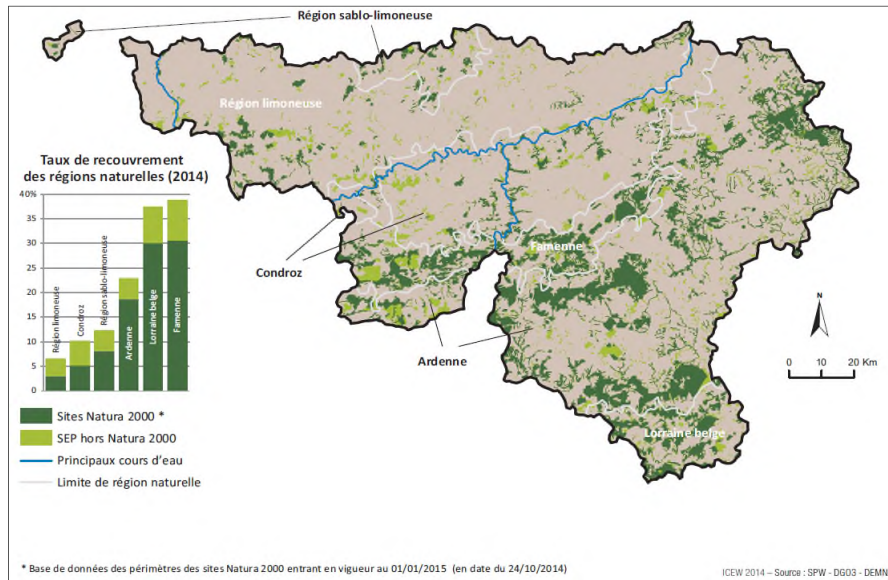 Région sablo-limoneuse
Région limoneuse
Taux de recouvrement
des régions naturelles (2014)
40%
35
30
25
20
15
10
5
0
Région limoneuse
Condroz
Région sablo-limoneuse
Ardenne
Lorraine belge
Famenne
Condroz
Famenne
Ardenne
Lorraine belge
N
0 10 20 Km
Sites Natura 2000 *
SEP hors Natura 2000
Principaux cours d'eau
Limite de région naturelle
* Base de données des périmètres des sites Natura 2000 entrant en vigueur au 01/01/2015 (en date du 24/10/2014)
ICEW 2014 – Source : SPW - DGO3 - DEMNA